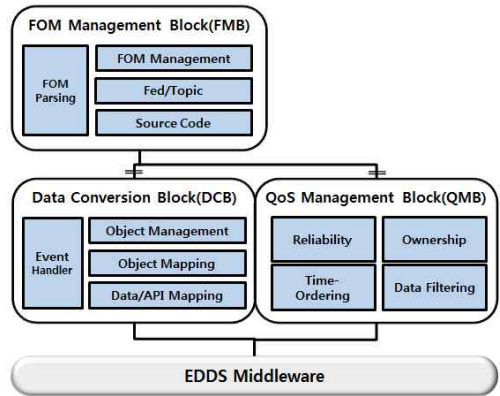 FOM Management Block(FMB)
FOM
Parsing
FOM Management
Fed/Topic
Source Code
Data Conversion Block(DCB)
Event
Handler
Object Management
Object Mapping
Data/API Mapping
QoS Management Block(QMB)
Reliability
Ownership
Time-
Ordering
Data Filtering
EDDS Middleware